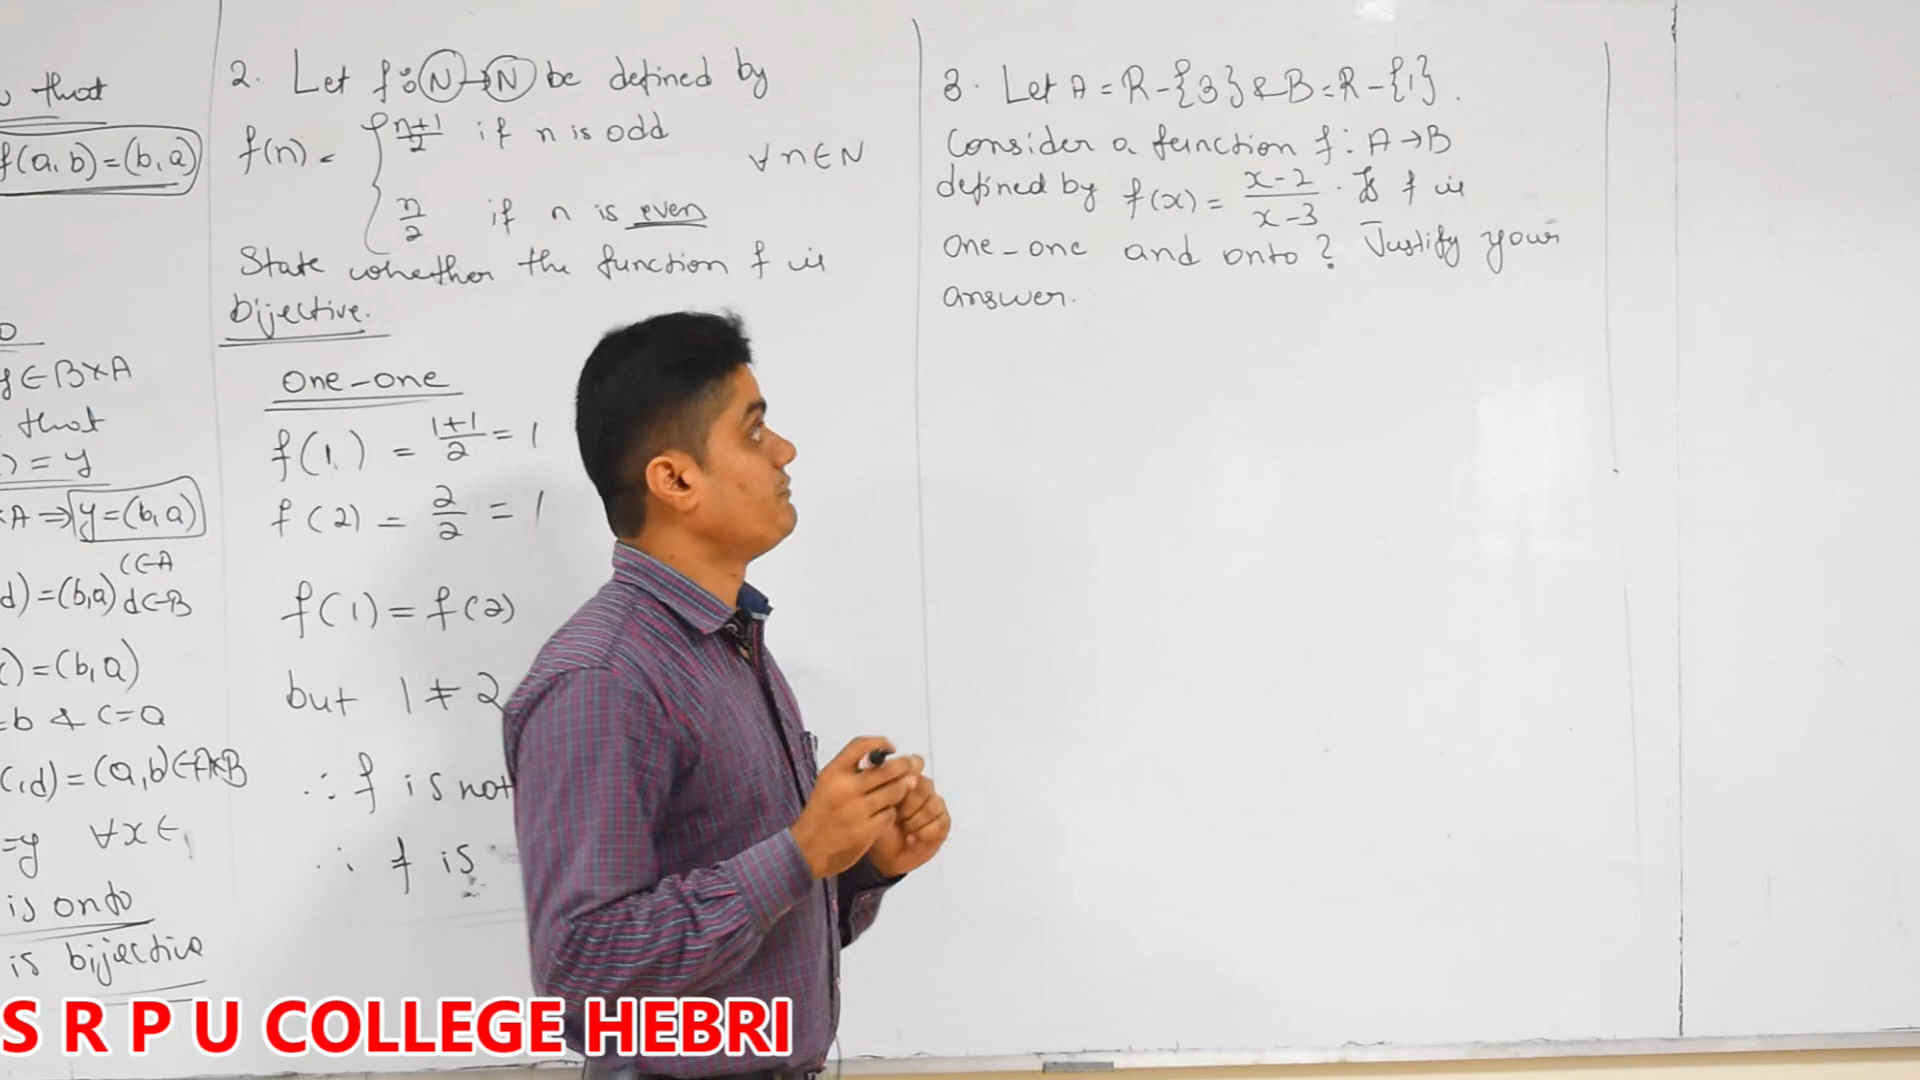 that
f(a, b) = (b, a)
y ∈ B×A
that
) = y
A ⇒ y = (b, a)
c∈A
d) = (b, a) d∈B
) = (b, a)
=b & c=a
c, d) = (a, b) ∈ A×B
=y ∀x∈
is onto
is bijective
2. Let f : N → N be defined by
f(n) = { n+1/2 if n is odd
∀ n ∈ N
n/2 if n is even
State whether the function f is
bijective.
One-one
f(1) = 1+1/2 = 1
f(2) = 2/2 = 1
f(1) = f(2)
but 1 ≠ 2
∴ f is not
∴ f is
3. Let A = R-{3} & B = R-{1}.
Consider a function f : A → B
defined by f(x) = x-2/x-3 . Is f is
one-one and onto? Justify your
answer.
S R P U COLLEGE HEBRI